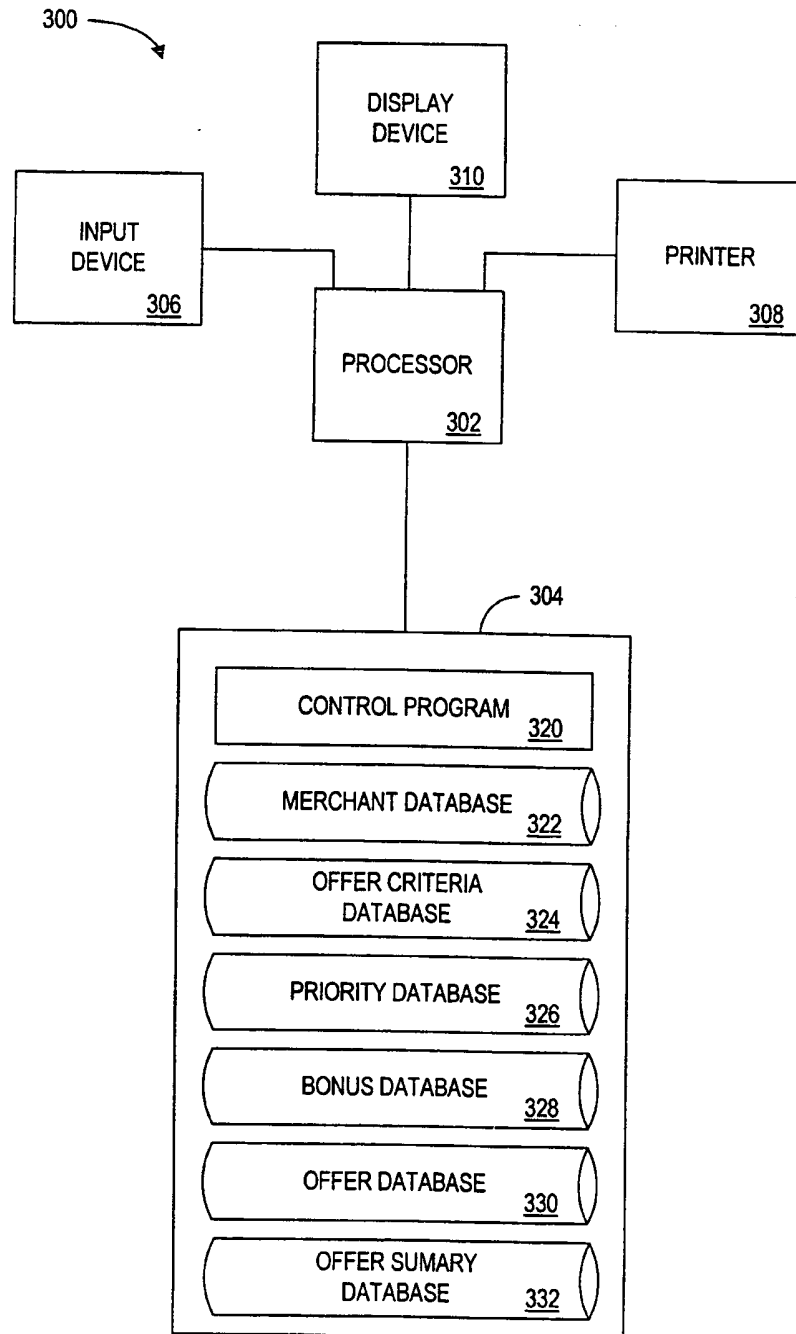 300
DISPLAY
DEVICE
310
INPUT
DEVICE
306
PRINTER
308
PROCESSOR
302
304
CONTROL PROGRAM
320
MERCHANT DATABASE
322
OFFER CRITERIA
DATABASE
324
PRIORITY DATABASE
326
BONUS DATABASE
328
OFFER DATABASE
330
OFFER SUMARY
DATABASE
332